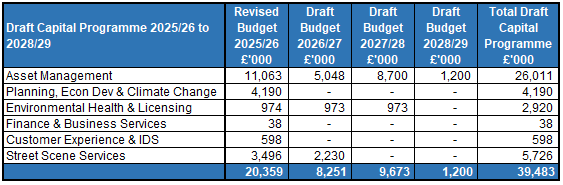 Draft Capital Programme 2025/26 to 2028/29 | Revised Budget 2025/26 £'000 | Draft Budget 2026/27 £'000 | Draft Budget 2027/28 £'000 | Draft Budget 2028/29 £'000 | Total Draft Capital Programme £'000
Asset Management 11,063 5,048 8,700 1,200 26,011
Planning, Econ Dev & Climate Change 4,190 - - - 4,190
Environmental Health & Licensing 974 973 973 - 2,920
Finance & Business Services 38 - - - 38
Customer Experience & IDS 598 - - - 598
Street Scene Services 3,496 2,230 - - 5,726
20,359 8,251 9,673 1,200 39,483